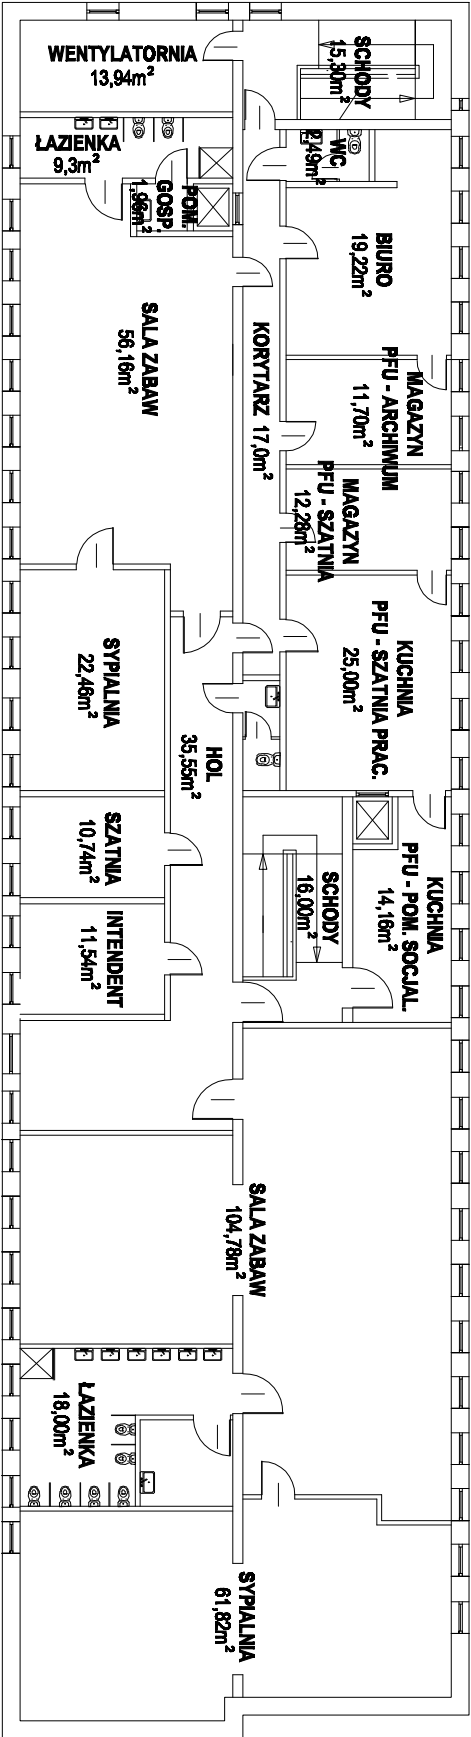 WENTYLATORNIA
13,94m²
SCHODY
15,30m²
ŁAZIENKA
9,3m²
WC
2,49m²
POM.
GOSP.
1,96m²
BIURO
19,22m²
SALA ZABAW
56,16m²
KORYTARZ 17,0m²
MAGAZYN
PFU - ARCHIWUM
11,70m²
MAGAZYN
PFU - SZATNIA
12,28m²
KUCHNIA
PFU - SZATNIA PRAC.
25,00m²
SYPIALNIA
22,46m²
HOL
35,55m²
SZATNIA
10,74m²
SCHODY
16,00m²
KUCHNIA
PFU - POM. SOCJAL.
14,16m²
INTENDENT
11,54m²
SALA ZABAW
104,78m²
ŁAZIENKA
18,00m²
SYPIALNIA
61,82m²